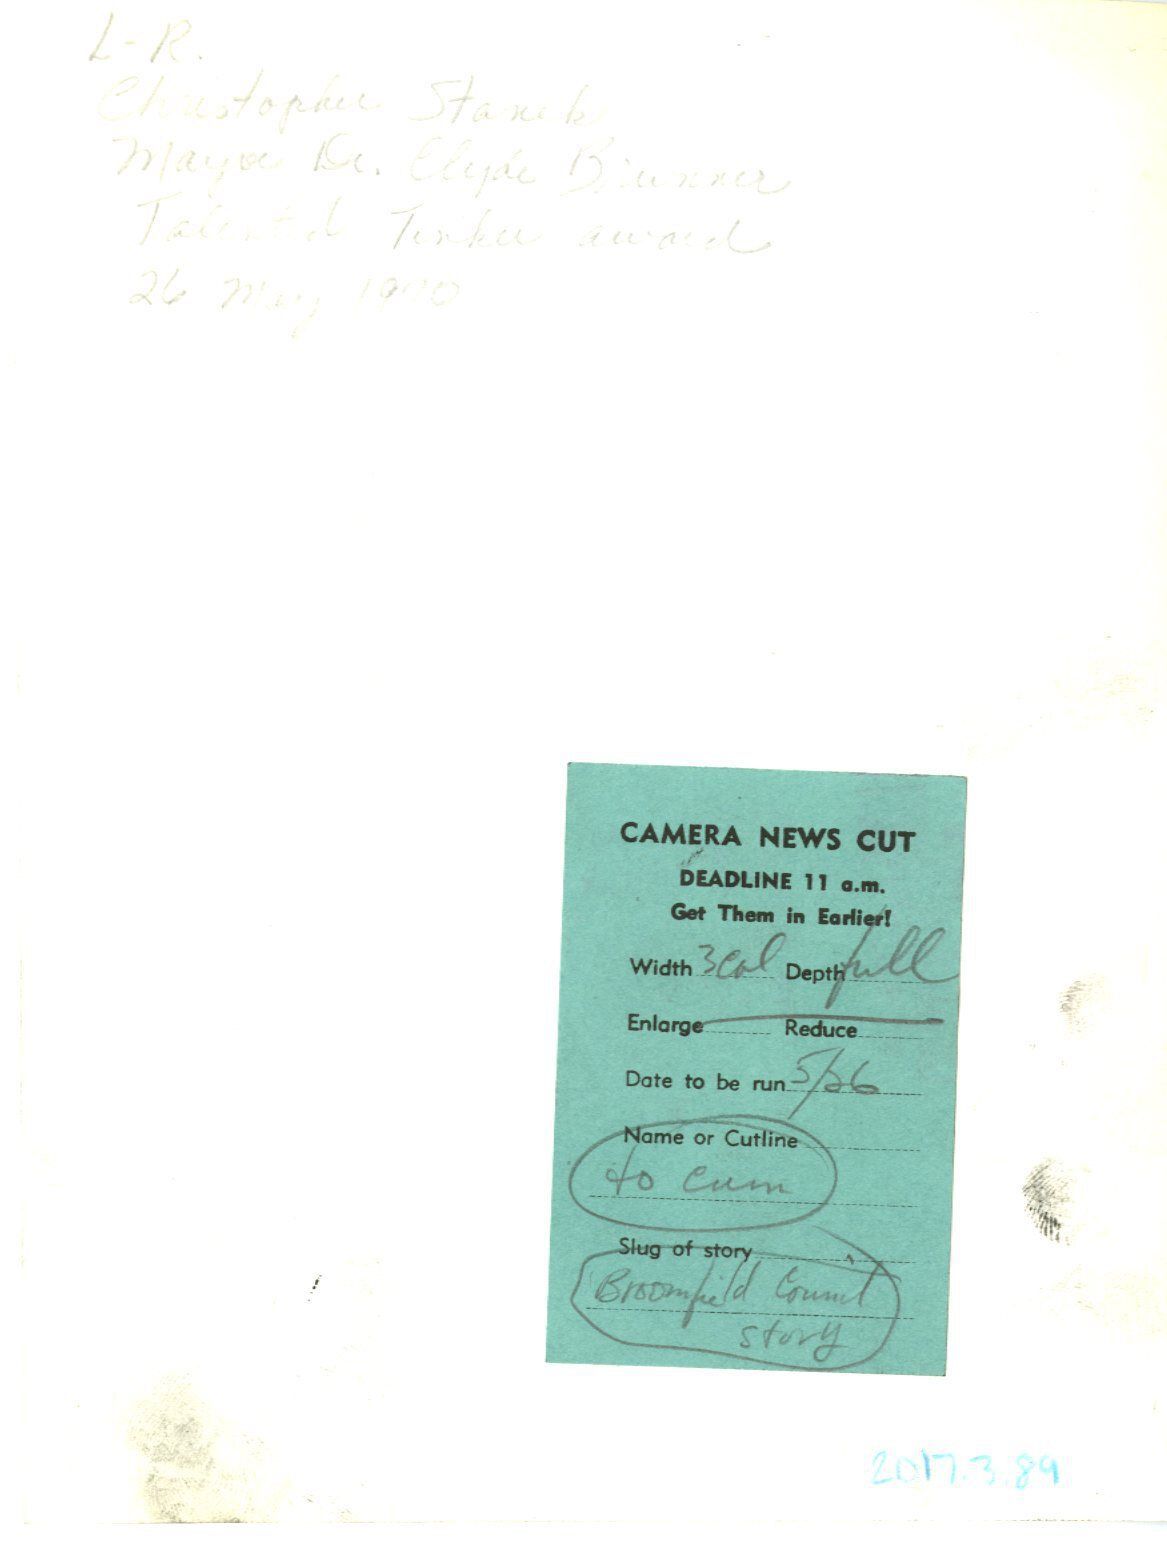 L-R.
Christopher Stanek
Mayor Dr. Clyde Brunner
Talented Tinker award
26 May 1970
CAMERA NEWS CUT
DEADLINE 11 a.m.
Get Them in Earlier!
Width 3 Col Depth full
Enlarge Reduce
Date to be run 5/26
Name or Cutline
to cum
Slug of story
Broomfield Council
story
2017.3.89